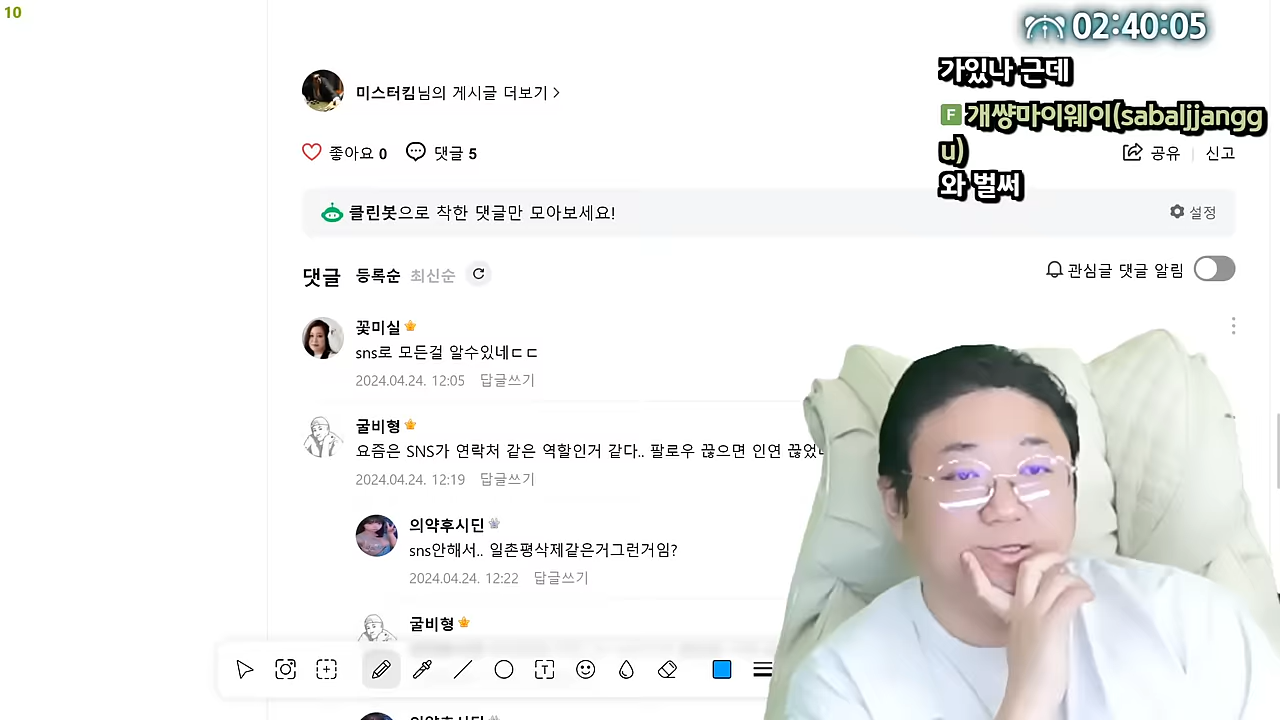 10
02:40:05
가있나 근데
F 개썅마이웨이(sabaljjangg
u)
와 벌써
미스터킴님의 게시글 더보기 >
좋아요 0 댓글 5
공유 신고
클린봇으로 착한 댓글만 모아보세요!
설정
댓글 등록순 최신순
관심글 댓글 알림
꽃미실
sns로 모든걸 알수있네ㄷㄷ
2024.04.24. 12:05 답글쓰기
굴비형
요즘은 SNS가 연락처 같은 역할인거 같다.. 팔로우 끊으면 인연 끊었
2024.04.24. 12:19 답글쓰기
의약후시딘
sns안해서.. 일촌평삭제같은거그런거임?
2024.04.24. 12:22 답글쓰기
굴비형
T
의약후시딘